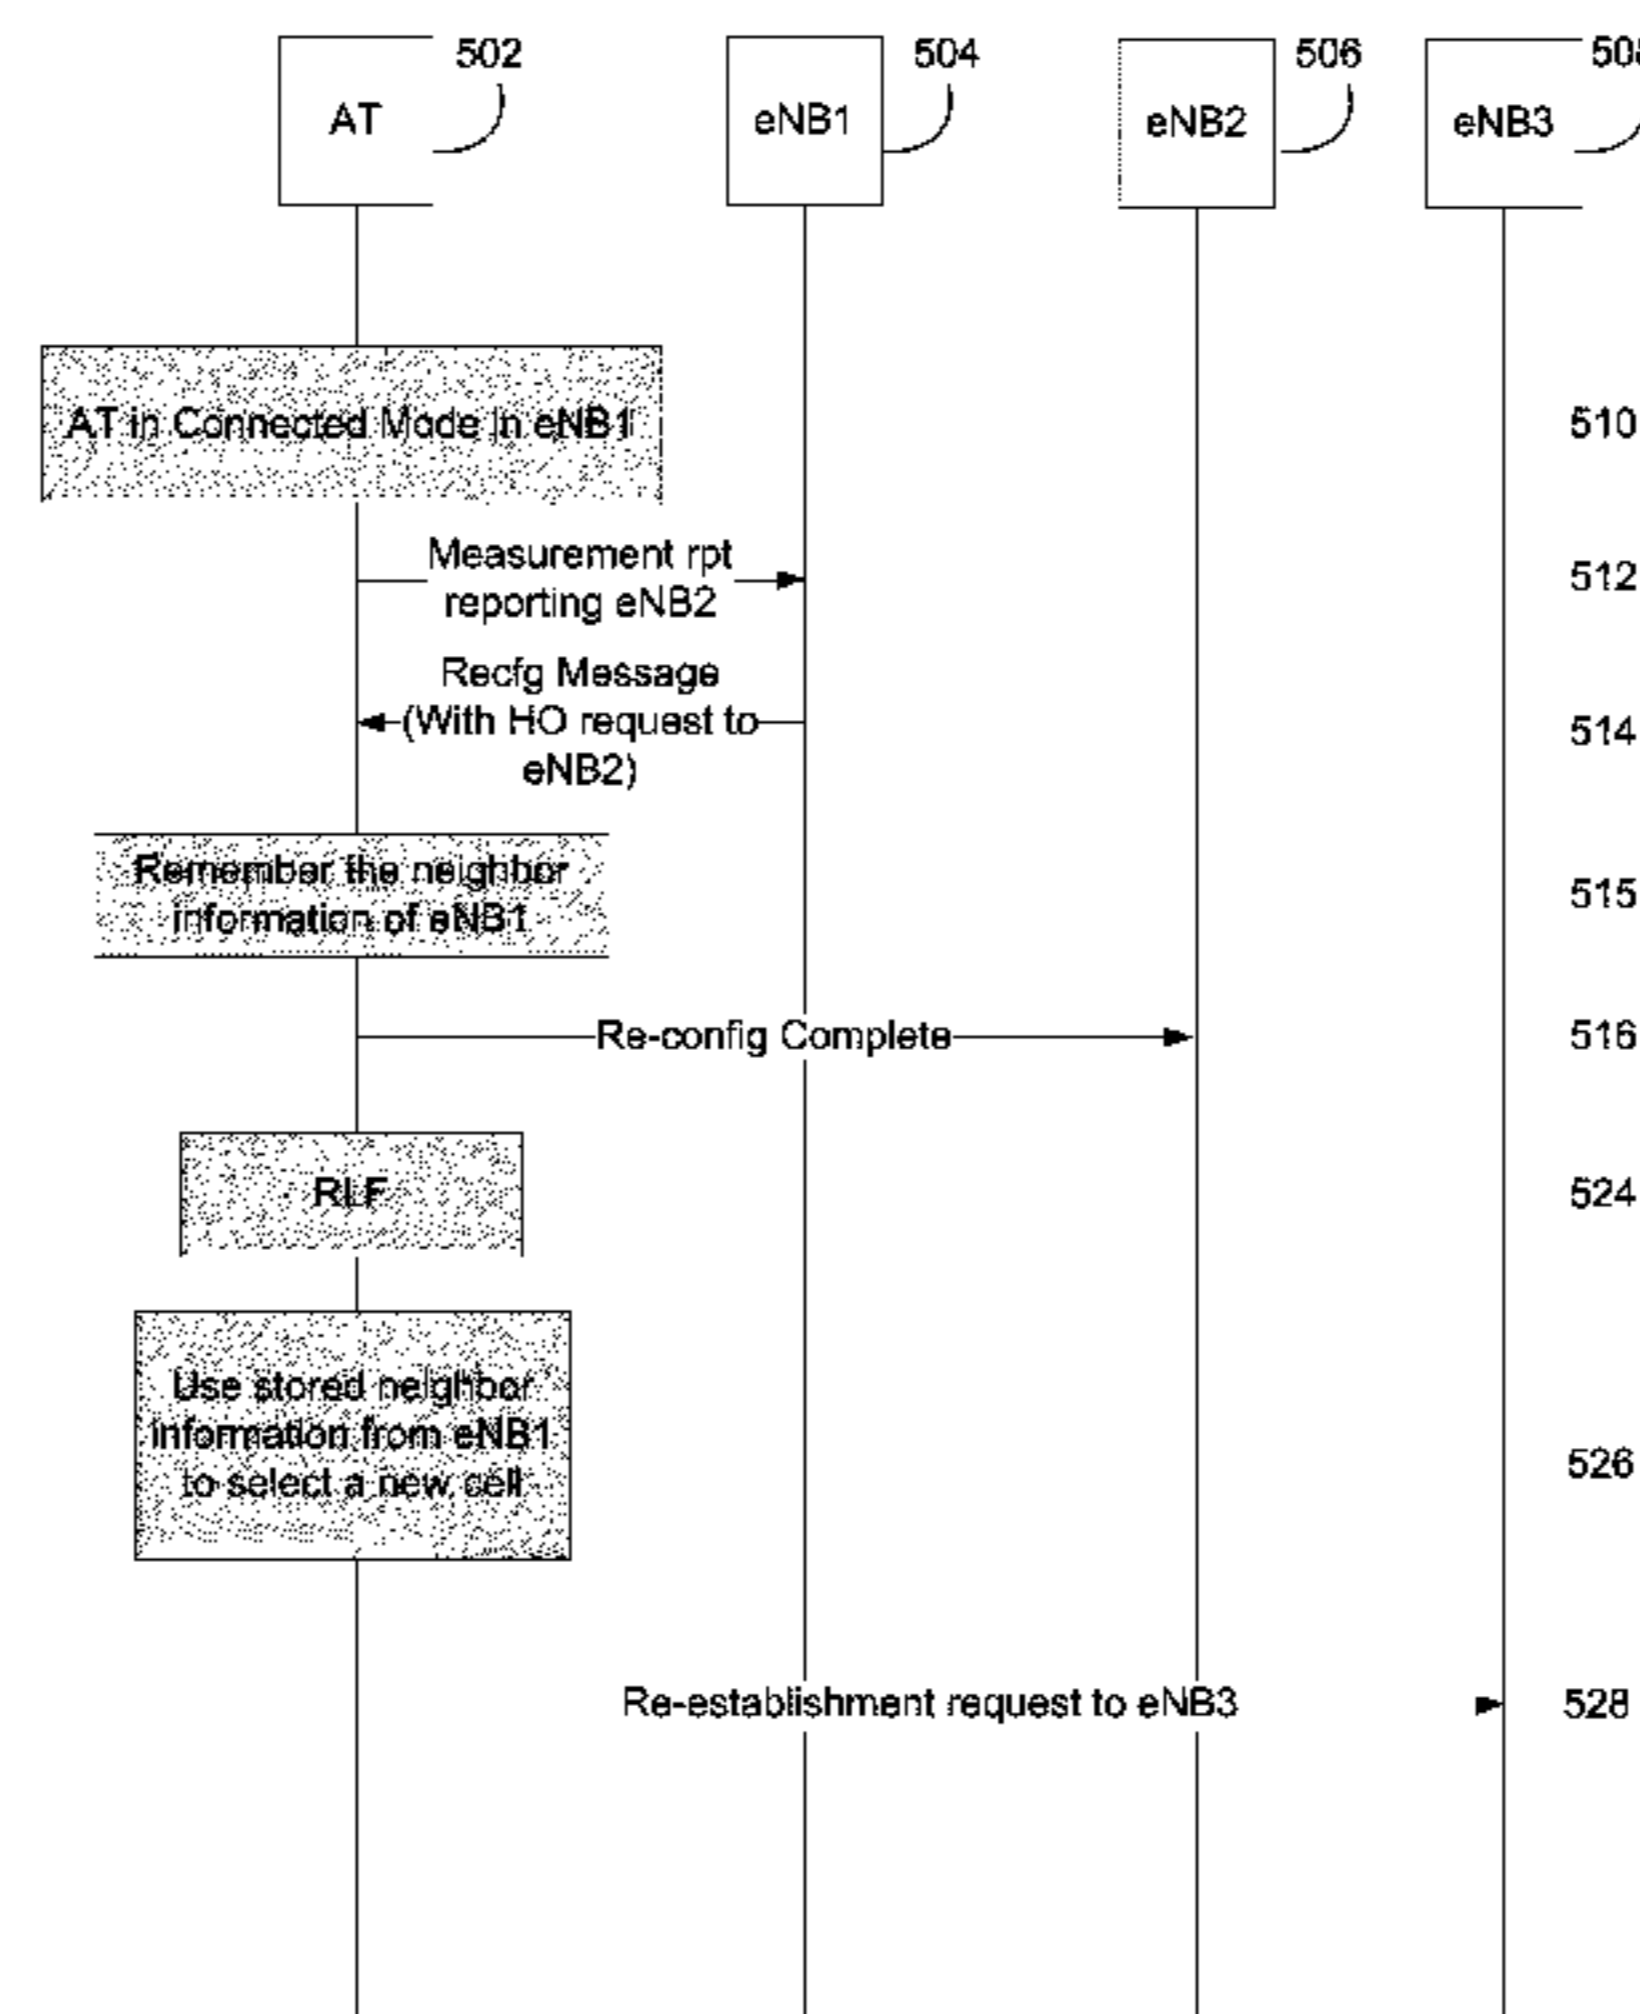 502
504
506
AT
eNB1
eNB2
eNB3
AT in Connected Mode in eNB1
510
Measurement rpt
reporting eNB2
512
Recfg Message
(With HO request to
eNB2)
514
Remember the neighbor
information of eNB1
515
Re-config Complete
516
RLF
524
Use stored neighbor
information from eNB1
to select a new cell
526
Re-establishment request to eNB3
528